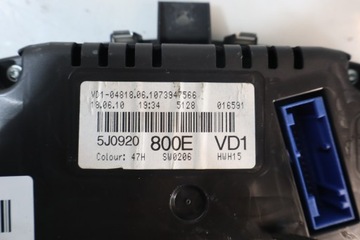 VD1-04818.06.1073947566
18.06.10 19:34 5128 016591
5J0920 800E VD1
Colour: 47H SW0206 HWH15